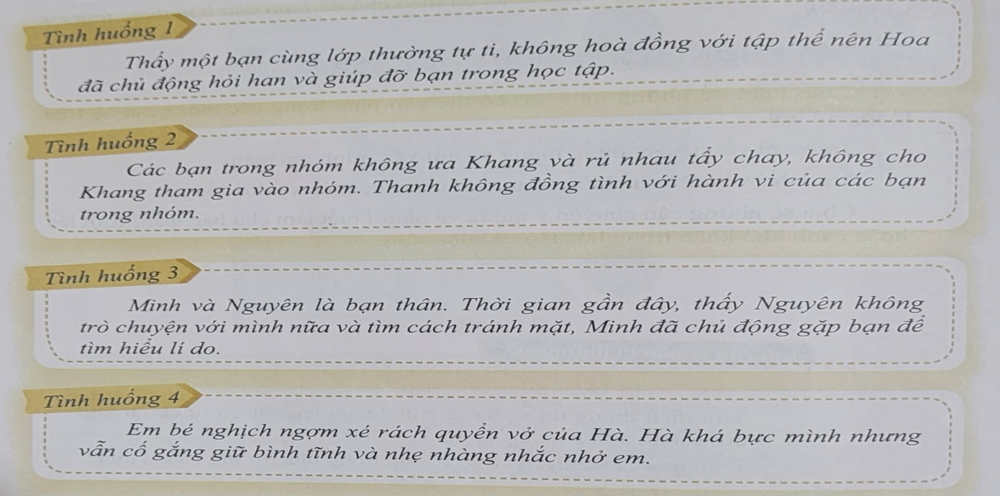 Tình huống 1
Thấy một bạn cùng lớp thường tự ti, không hoà đồng với tập thể nên Hoa
đã chủ động hỏi han và giúp đỡ bạn trong học tập.
Tình huống 2
Các bạn trong nhóm không ưa Khang và rủ nhau tẩy chay, không cho
Khang tham gia vào nhóm. Thanh không đồng tình với hành vi của các bạn
trong nhóm.
Tình huống 3
Minh và Nguyên là bạn thân. Thời gian gần đây, thấy Nguyên không
trò chuyện với mình nữa và tìm cách tránh mặt, Minh đã chủ động gặp bạn để
tìm hiểu lí do.
Tình huống 4
Em bé nghịch ngợm xé rách quyển vở của Hà. Hà khá bực mình nhưng
vẫn cố gắng giữ bình tĩnh và nhẹ nhàng nhắc nhở em.